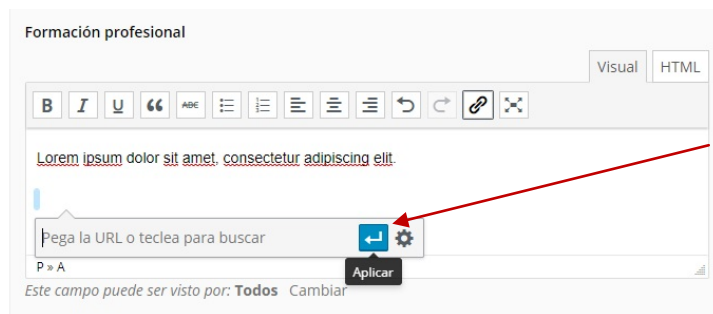 Formación profesional
Visual HTML
B I U “ ABC
Lorem ipsum dolor sit amet, consectetur adipiscing elit.
Pega la URL o teclea para buscar
P » A
Aplicar
Este campo puede ser visto por: Todos Cambiar